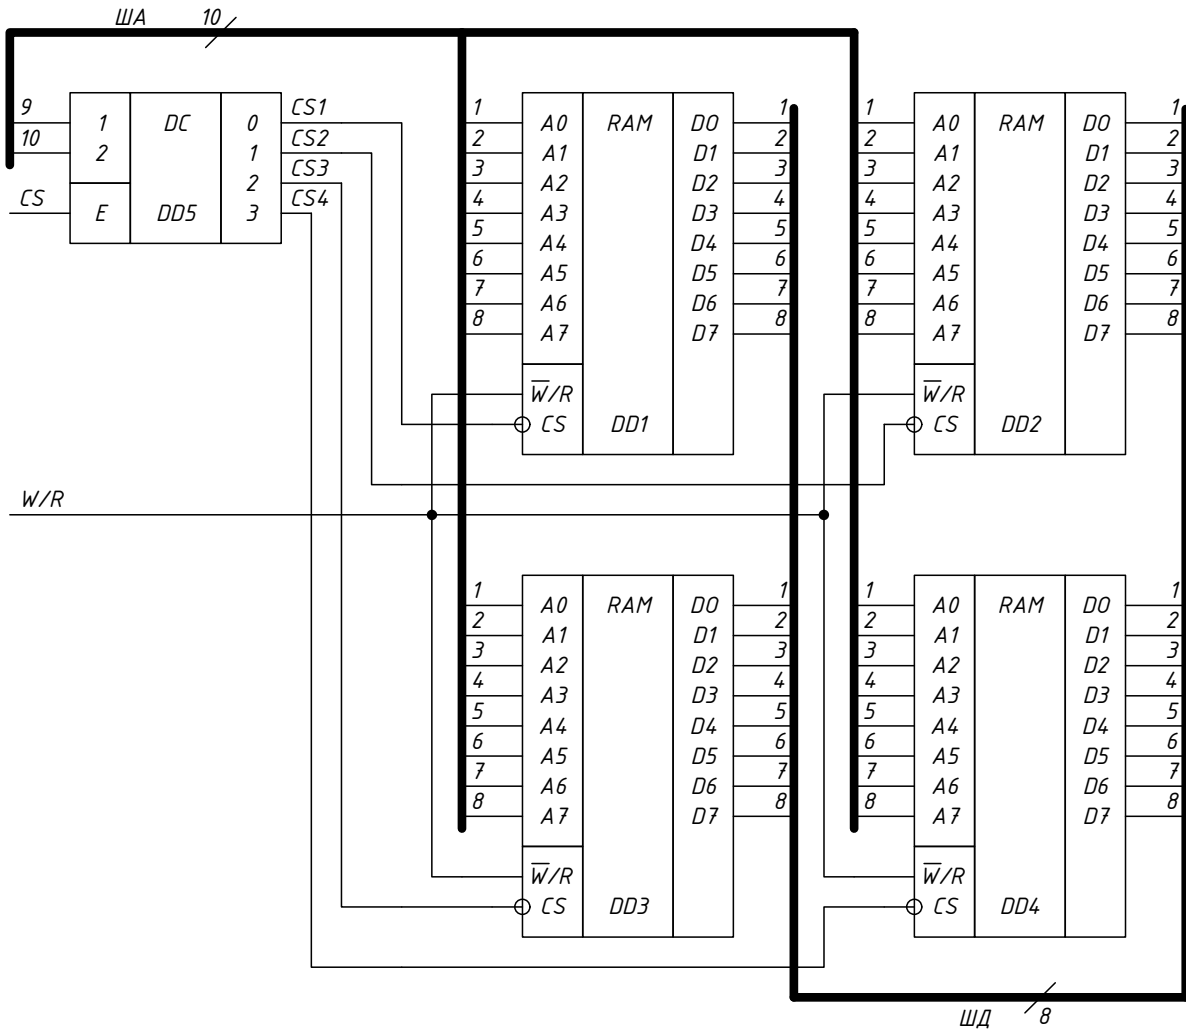 ША 10
9 1 DC 0 CS1
10 2 1 CS2
2 CS3
CS E DD5 3 CS4
1 A0 RAM D0 1
2 A1 D1 2
3 A2 D2 3
4 A3 D3 4
5 A4 D4 5
6 A5 D5 6
7 A6 D6 7
8 A7 D7 8
W̅/R
CS DD1
1 A0 RAM D0 1
2 A1 D1 2
3 A2 D2 3
4 A3 D3 4
5 A4 D4 5
6 A5 D5 6
7 A6 D6 7
8 A7 D7 8
W̅/R
CS DD2
W/R
1 A0 RAM D0 1
2 A1 D1 2
3 A2 D2 3
4 A3 D3 4
5 A4 D4 5
6 A5 D5 6
7 A6 D6 7
8 A7 D7 8
W̅/R
CS DD3
1 A0 RAM D0 1
2 A1 D1 2
3 A2 D2 3
4 A3 D3 4
5 A4 D4 5
6 A5 D5 6
7 A6 D6 7
8 A7 D7 8
W̅/R
CS DD4
ШД 8